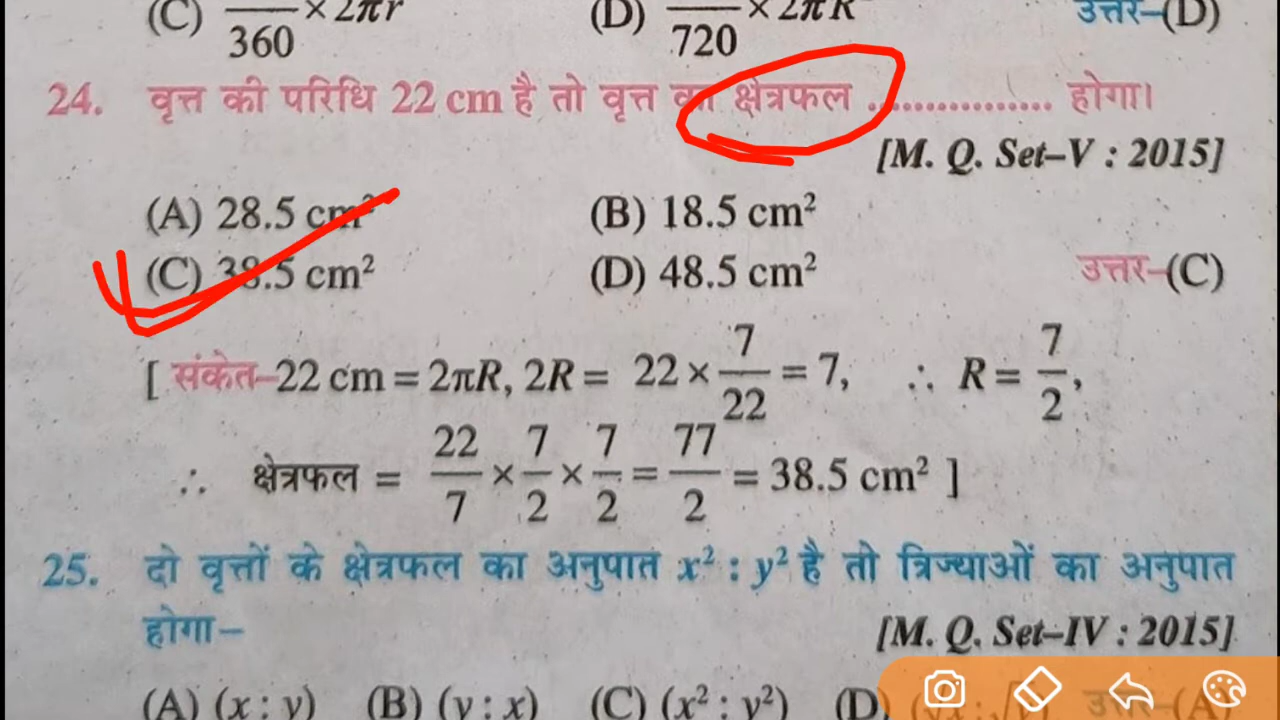 (C) /360 × 2πr (D) /720 × 2πR उत्तर–(D)
24. वृत्त की परिधि 22 cm है तो वृत्त का क्षेत्रफल ................ होगा।
[M. Q. Set–V : 2015]
(A) 28.5 cm² (B) 18.5 cm²
(C) 38.5 cm² (D) 48.5 cm² उत्तर–(C)
[ संकेत–22 cm = 2πR, 2R = 22 × 7/22 = 7, ∴ R = 7/2,
∴ क्षेत्रफल = 22/7 × 7/2 × 7/2 = 77/2 = 38.5 cm² ]
25. दो वृत्तों के क्षेत्रफल का अनुपात x² : y² है तो त्रिज्याओं का अनुपात
होगा–
[M. Q. Set–IV : 2015]
(A) (x : y) (B) (y : x) (C) (x² : y²) (D) उत्तर–(A)